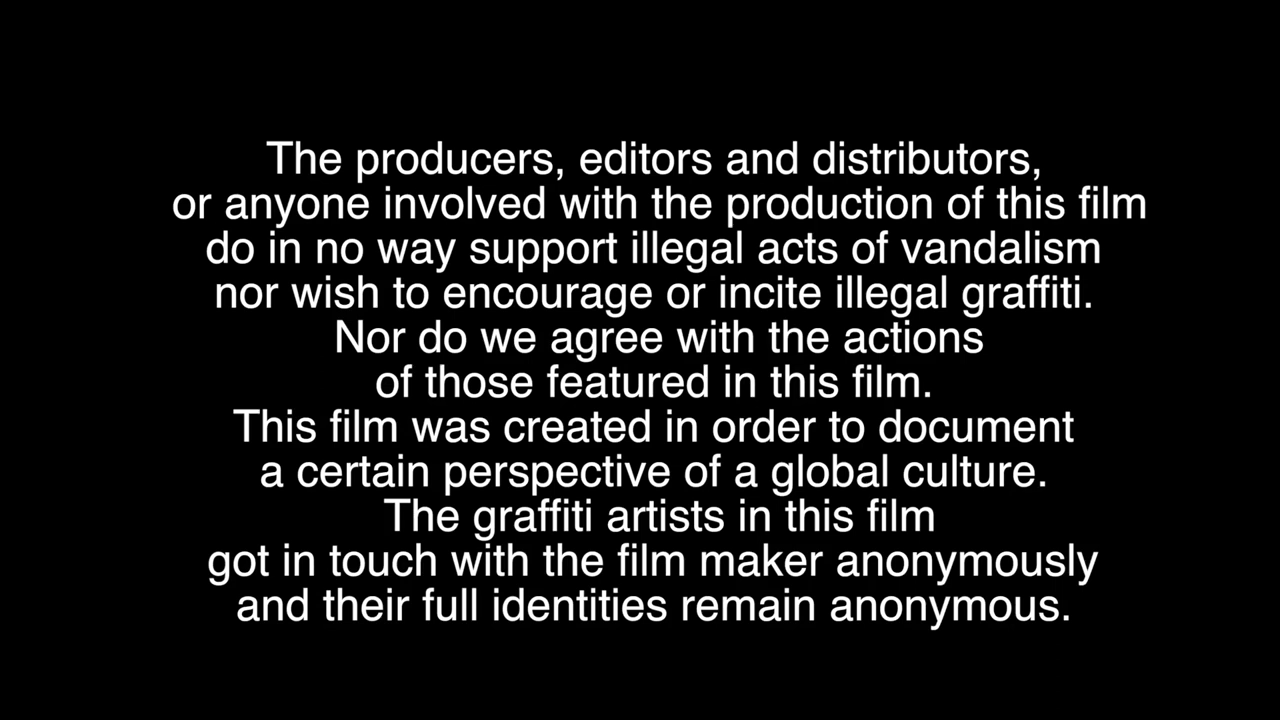 The producers, editors and distributors,
or anyone involved with the production of this film
do in no way support illegal acts of vandalism
nor wish to encourage or incite illegal graffiti.
Nor do we agree with the actions
of those featured in this film.
This film was created in order to document
a certain perspective of a global culture.
The graffiti artists in this film
got in touch with the film maker anonymously
and their full identities remain anonymous.